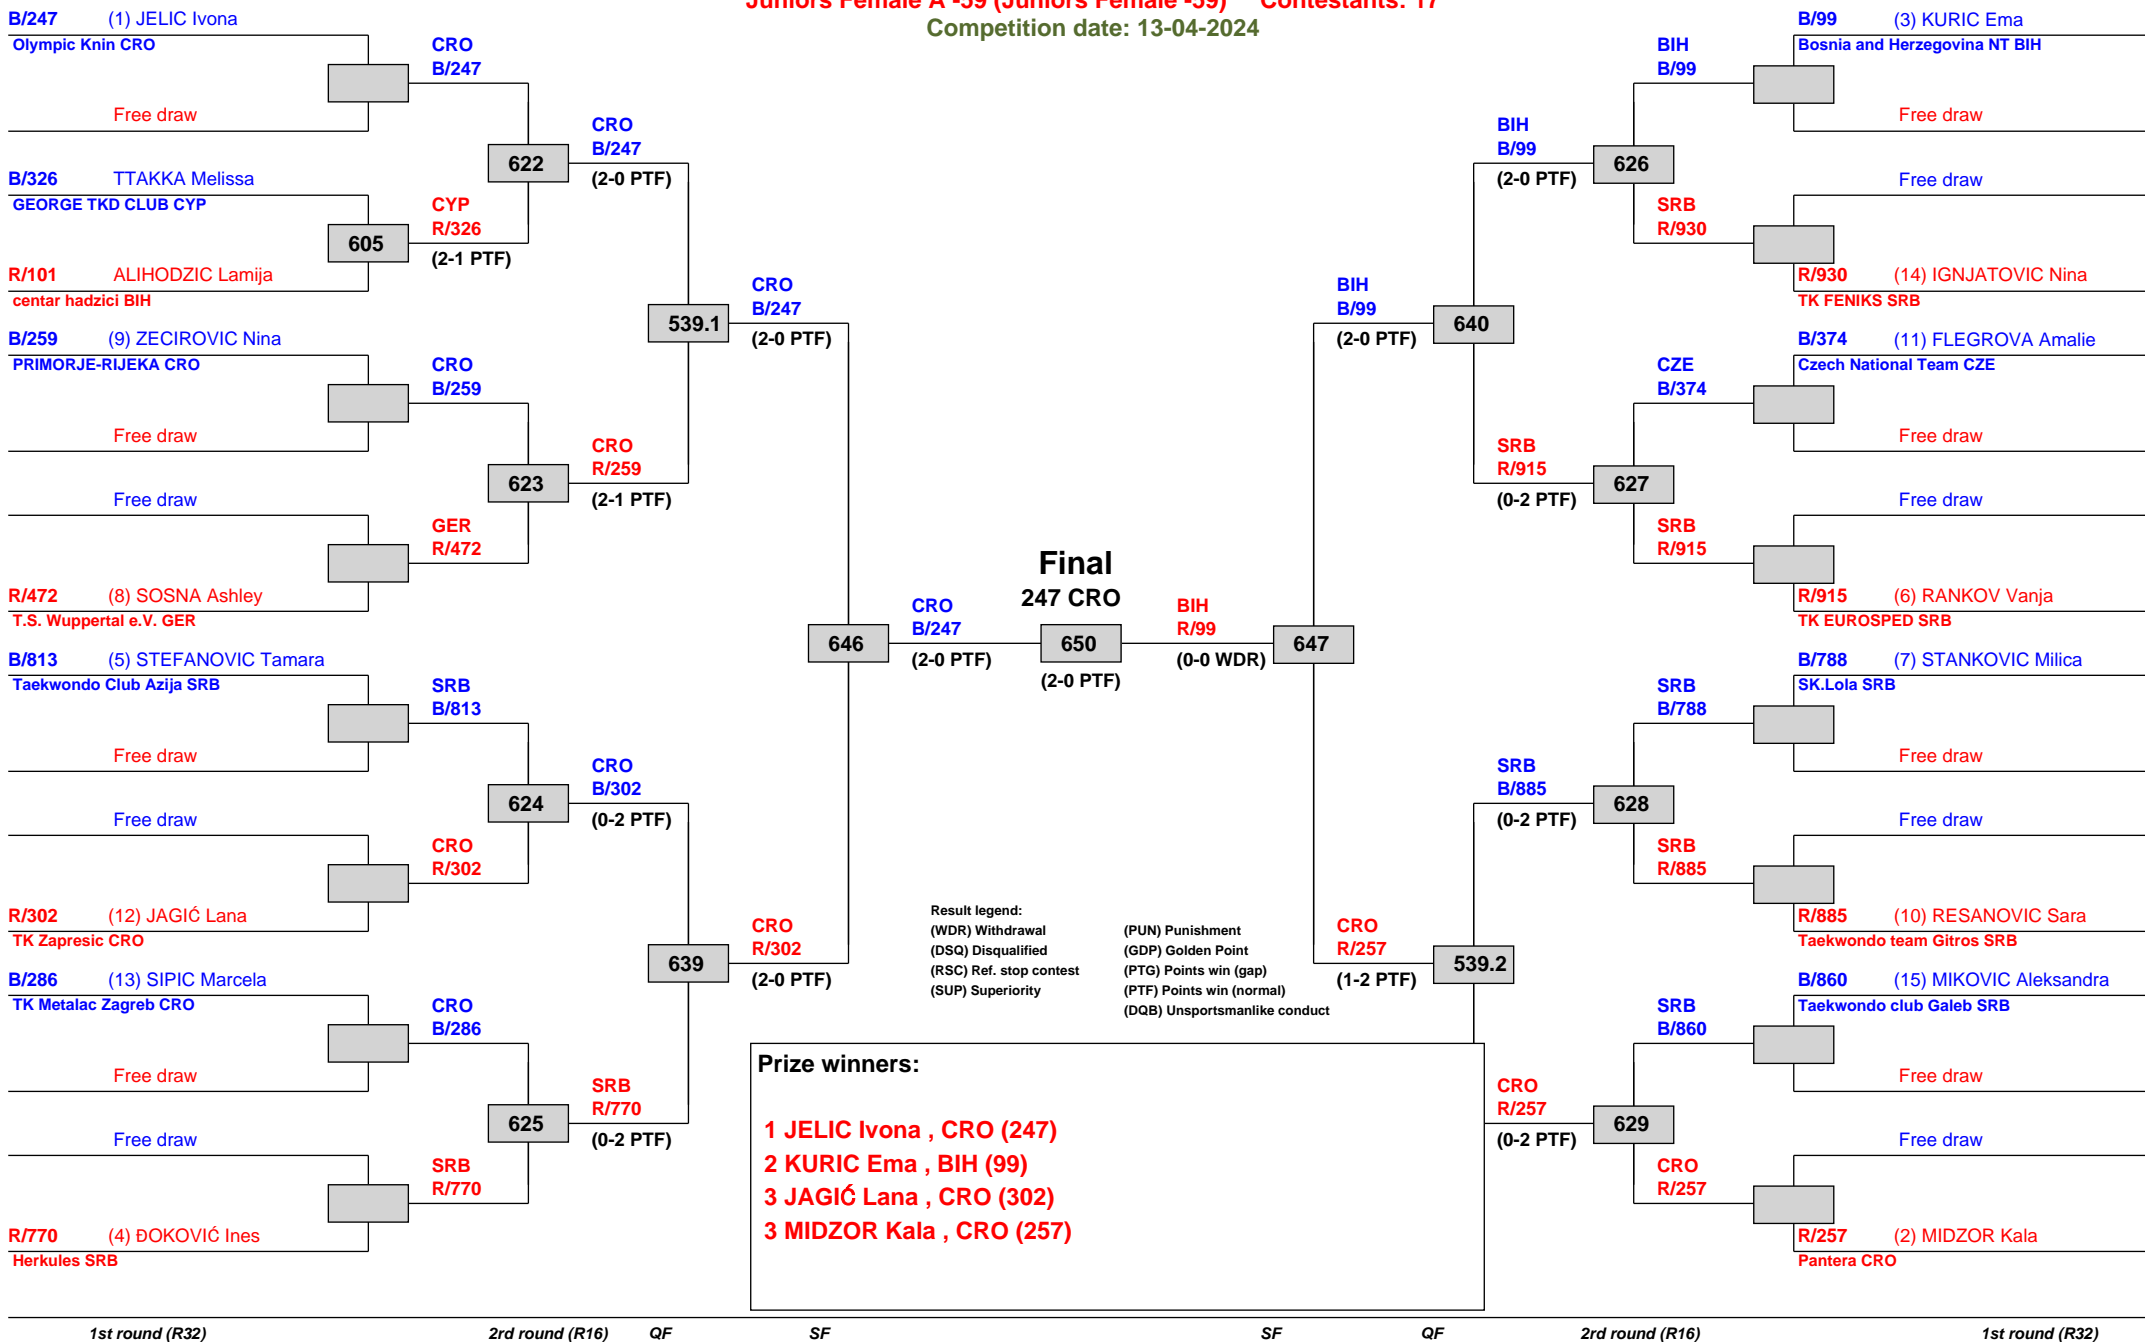 Juniors Female A -59 (Juniors Female -59) Contestants: 17
Competition date: 13-04-2024
B/247 (1) JELIC Ivona
Olympic Knin CRO
Free draw
B/326 TTAKKA Melissa
GEORGE TKD CLUB CYP
605
R/101 ALIHODZIC Lamija
centar hadzici BIH
B/259 (9) ZECIROVIC Nina
PRIMORJE-RIJEKA CRO
Free draw
Free draw
R/472 (8) SOSNA Ashley
T.S. Wuppertal e.V. GER
B/813 (5) STEFANOVIC Tamara
Taekwondo Club Azija SRB
Free draw
Free draw
R/302 (12) JAGIĆ Lana
TK Zapresic CRO
B/286 (13) SIPIC Marcela
TK Metalac Zagreb CRO
Free draw
Free draw
R/770 (4) ĐOKOVIĆ Ines
Herkules SRB
CRO
B/247
622
CYP
R/326
(2-1 PTF)
CRO
B/259
623
GER
R/472
SRB
B/813
624
CRO
R/302
CRO
B/286
625
SRB
R/770
CRO
B/247
(2-0 PTF)
539.1
CRO
R/259
(2-1 PTF)
CRO
B/302
(0-2 PTF)
639
SRB
R/770
(0-2 PTF)
CRO
B/247
(2-0 PTF)
646
CRO
R/302
(2-0 PTF)
CRO
B/247
(2-0 PTF)
Final
247 CRO
650
(2-0 PTF)
BIH
R/99
(0-0 WDR)
647
BIH
B/99
(2-0 PTF)
CRO
R/257
(1-2 PTF)
640
539.2
BIH
B/99
(2-0 PTF)
SRB
R/915
(0-2 PTF)
SRB
B/885
(0-2 PTF)
CRO
R/257
(0-2 PTF)
626
627
628
629
BIH
B/99
SRB
R/930
CZE
B/374
SRB
R/915
SRB
B/788
SRB
R/885
SRB
B/860
CRO
R/257
B/99 (3) KURIC Ema
Bosnia and Herzegovina NT BIH
Free draw
Free draw
R/930 (14) IGNJATOVIC Nina
TK FENIKS SRB
B/374 (11) FLEGROVA Amalie
Czech National Team CZE
Free draw
Free draw
R/915 (6) RANKOV Vanja
TK EUROSPED SRB
B/788 (7) STANKOVIC Milica
SK.Lola SRB
Free draw
Free draw
R/885 (10) RESANOVIC Sara
Taekwondo team Gitros SRB
B/860 (15) MIKOVIC Aleksandra
Taekwondo club Galeb SRB
Free draw
Free draw
R/257 (2) MIDZOR Kala
Pantera CRO
Result legend:
(WDR) Withdrawal (PUN) Punishment
(DSQ) Disqualified (GDP) Golden Point
(RSC) Ref. stop contest (PTG) Points win (gap)
(SUP) Superiority (PTF) Points win (normal)
(DQB) Unsportsmanlike conduct
Prize winners:
1 JELIC Ivona , CRO (247)
2 KURIC Ema , BIH (99)
3 JAGIĆ Lana , CRO (302)
3 MIDZOR Kala , CRO (257)
1st round (R32) 2rd round (R16) QF SF SF QF 2rd round (R16) 1st round (R32)